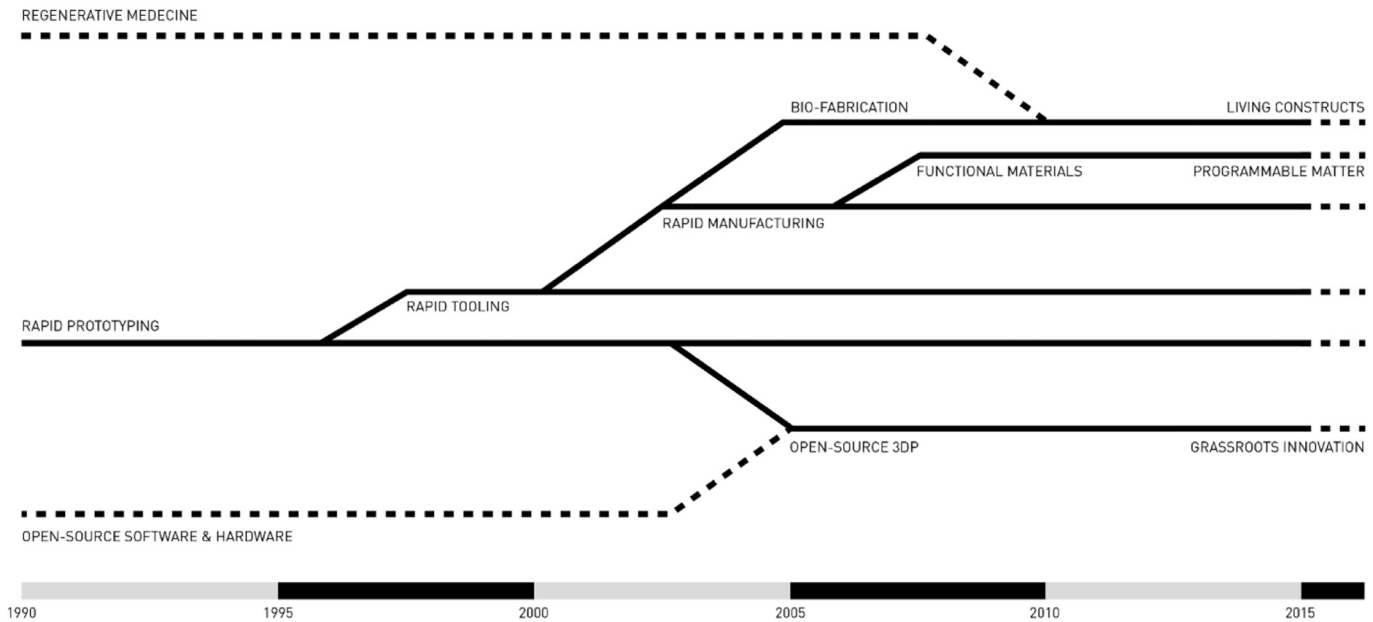 REGENERATIVE MEDECINE
BIO-FABRICATION
LIVING CONSTRUCTS
FUNCTIONAL MATERIALS
PROGRAMMABLE MATTER
RAPID MANUFACTURING
RAPID TOOLING
RAPID PROTOTYPING
OPEN-SOURCE 3DP
GRASSROOTS INNOVATION
OPEN-SOURCE SOFTWARE & HARDWARE
1990
1995
2000
2005
2010
2015